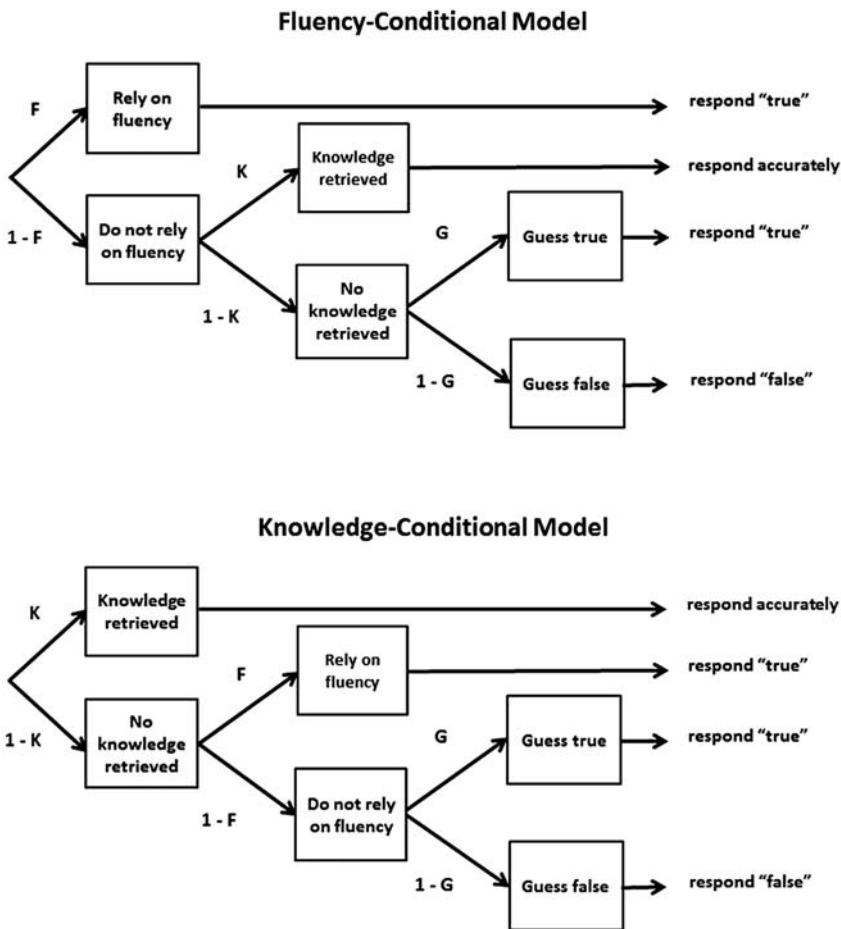 Fluency-Conditional Model
F
Rely on
fluency
respond "true"
K
Knowledge
retrieved
respond accurately
1 - F
Do not rely
on fluency
G
Guess true
respond "true"
1 - K
No
knowledge
retrieved
1 - G
Guess false
respond "false"
Knowledge-Conditional Model
K
Knowledge
retrieved
respond accurately
F
Rely on
fluency
respond "true"
1 - K
No
knowledge
retrieved
G
Guess true
respond "true"
1 - F
Do not rely
on fluency
1 - G
Guess false
respond "false"